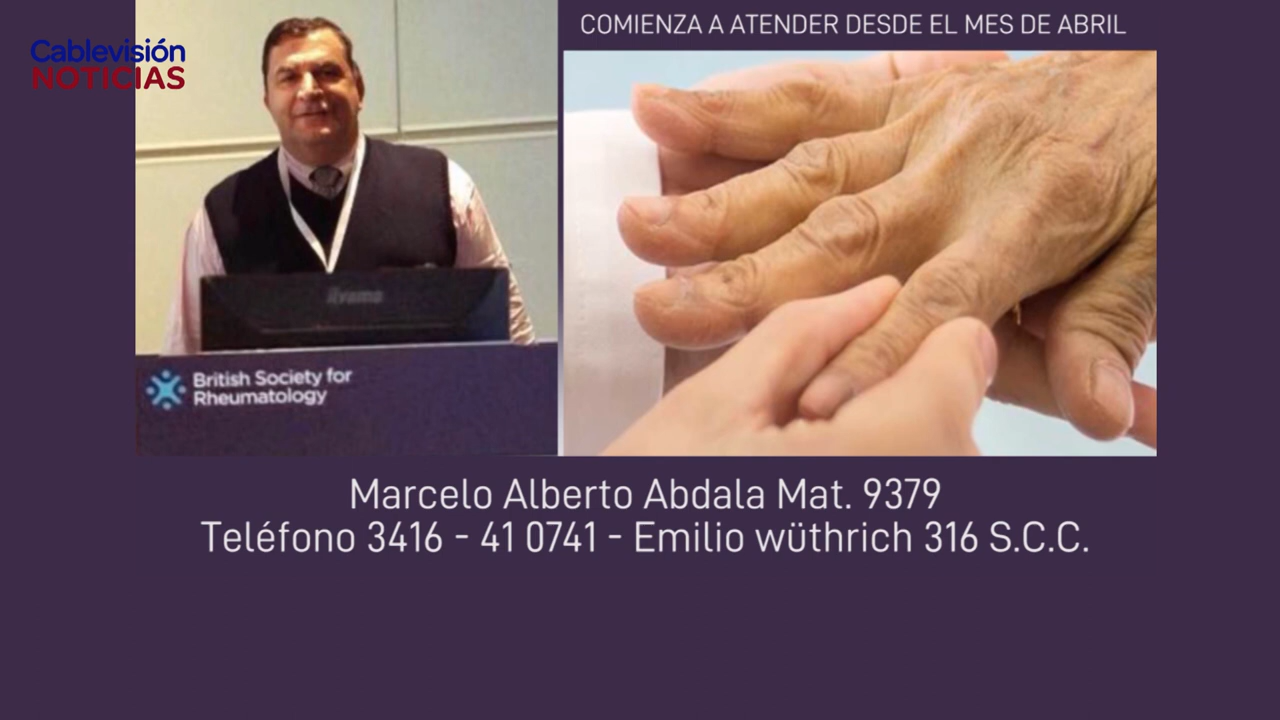 Cablevisión
NOTICIAS
COMIENZA A ATENDER DESDE EL MES DE ABRIL
iiyama
British Society for
Rheumatology
Marcelo Alberto Abdala Mat. 9379
Teléfono 3416 - 41 0741 - Emilio wüthrich 316 S.C.C.